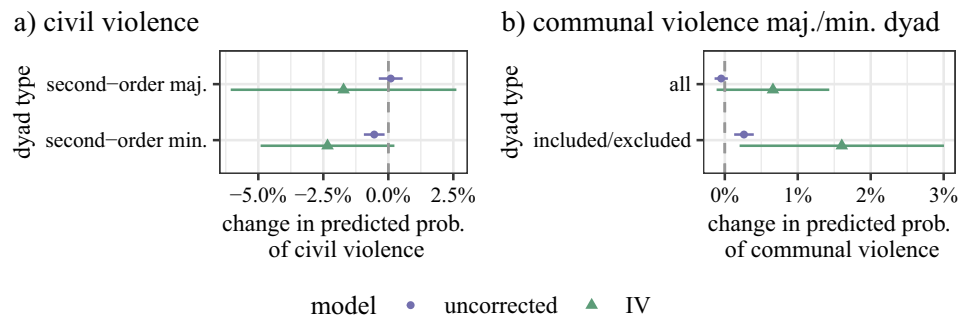 a) civil violence
dyad type
second−order maj.
second−order min.
−5.0% −2.5% 0.0% 2.5%
change in predicted prob.
of civil violence
b) communal violence maj./min. dyad
dyad type
all
included/excluded
0% 1% 2% 3%
change in predicted prob.
of communal violence
model uncorrected IV